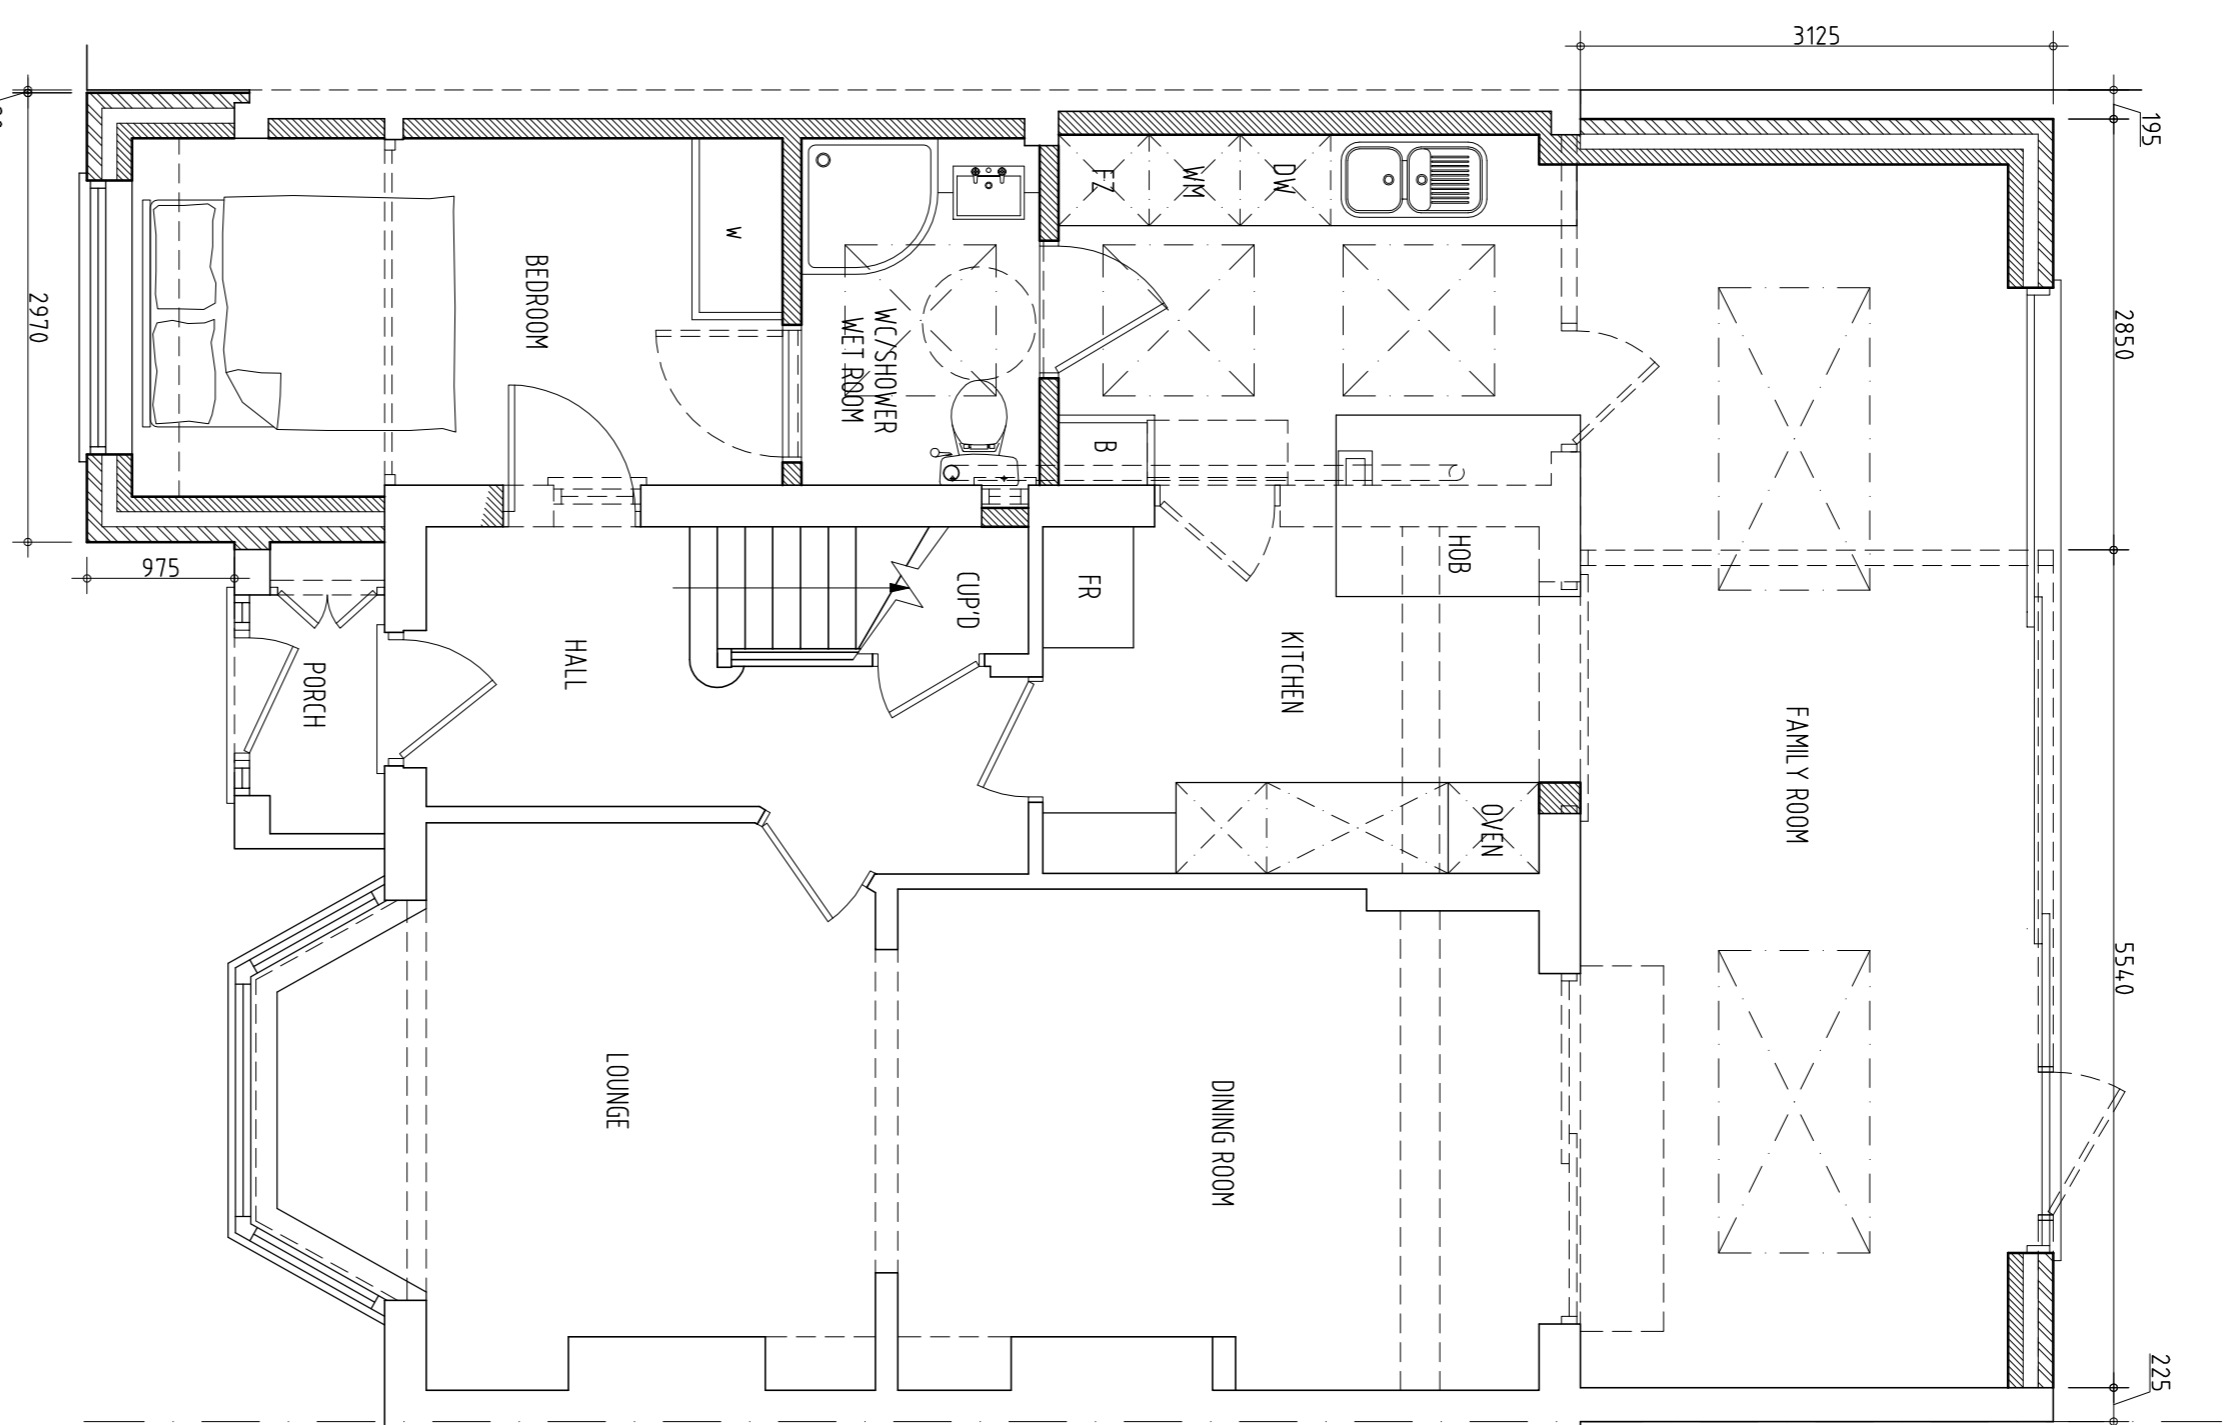 3125
195
2850
5540
225
2970
975
BEDROOM
W
WC/SHOWER
WET ROOM
FZ
WM
DW
B
HOB
FR
CUP'D
HALL
PORCH
KITCHEN
OVEN
FAMILY ROOM
LOUNGE
DINING ROOM